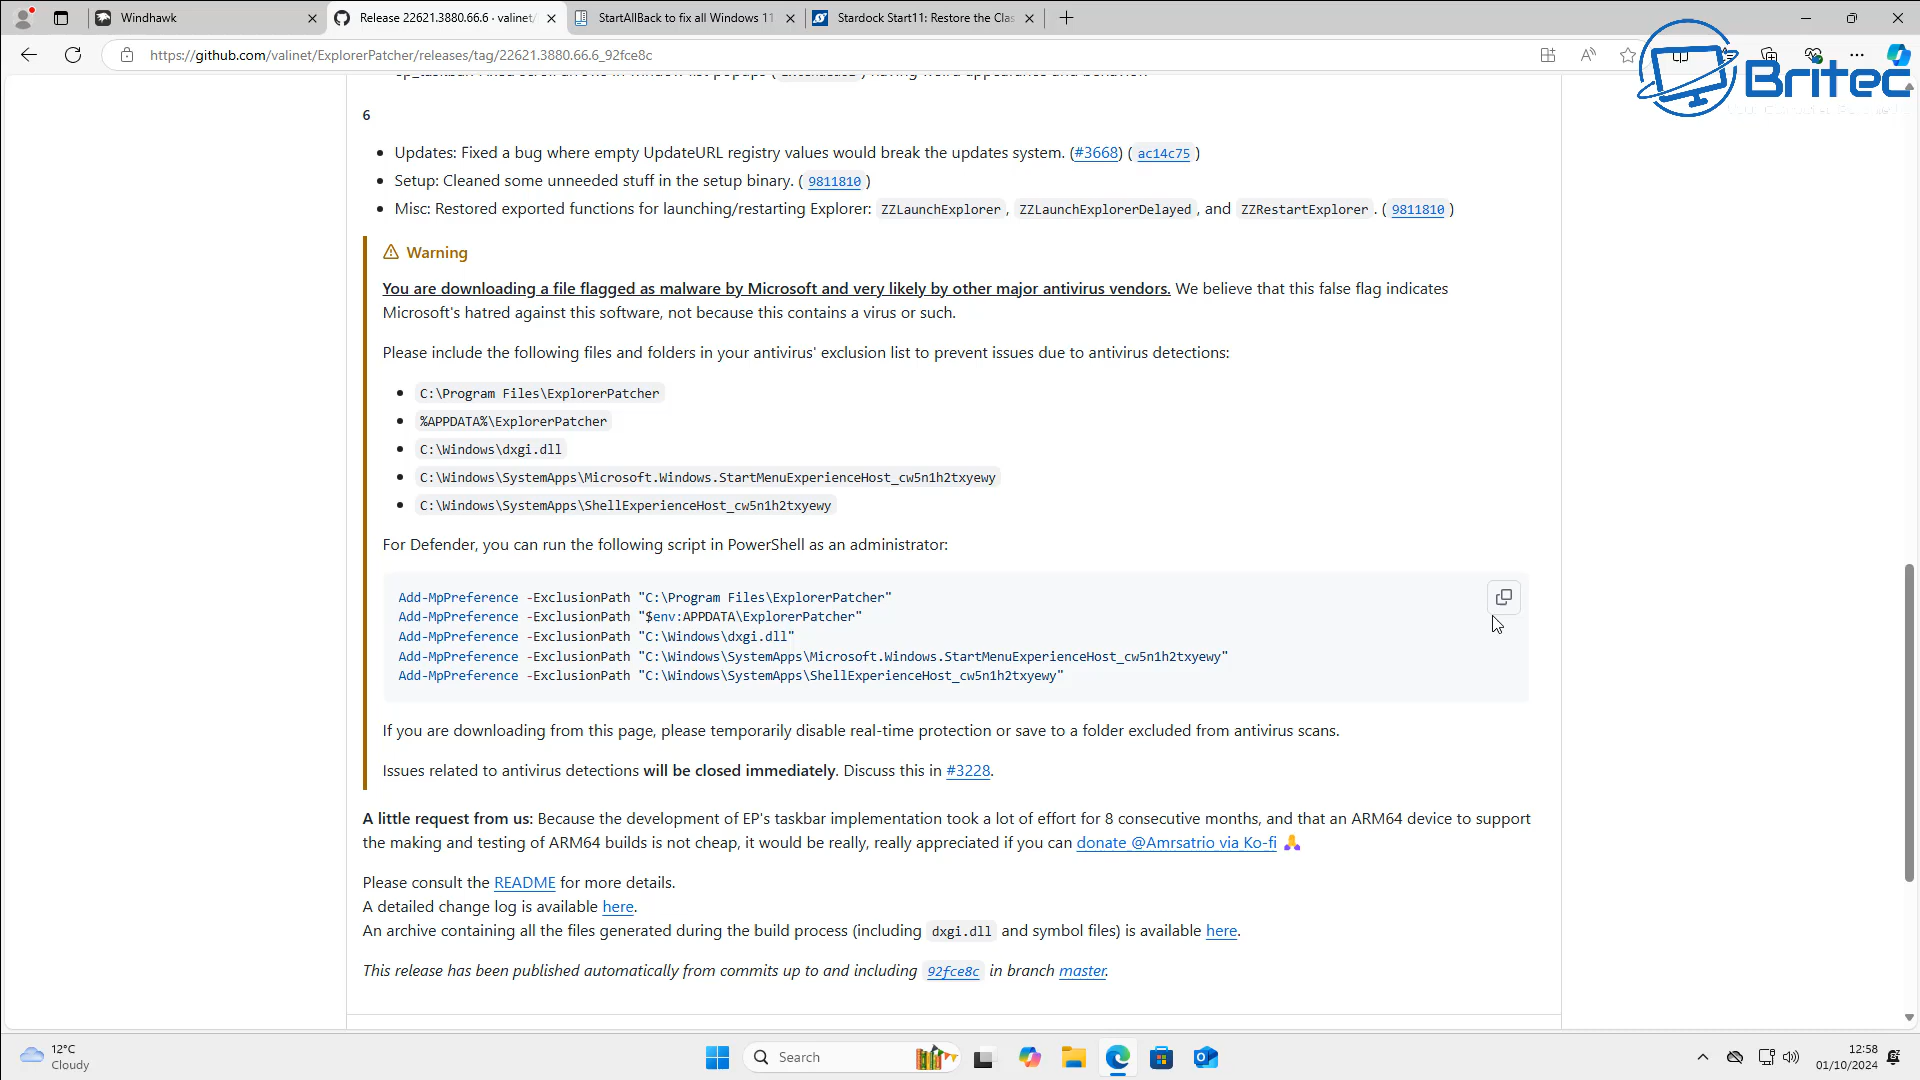 Windhawk
Release 22621.3880.66.6 · valinet/
StartAllBack to fix all Windows 11
Stardock Start11: Restore the Clas
https://github.com/valinet/ExplorerPatcher/releases/tag/22621.3880.66.6_92fce8c
Britec
6
Updates: Fixed a bug where empty UpdateURL registry values would break the updates system. (#3668) ( ac14c75 )
Setup: Cleaned some unneeded stuff in the setup binary. ( 9811810 )
Misc: Restored exported functions for launching/restarting Explorer: ZZLaunchExplorer , ZZLaunchExplorerDelayed , and ZZRestartExplorer . ( 9811810 )
Warning
You are downloading a file flagged as malware by Microsoft and very likely by other major antivirus vendors. We believe that this false flag indicates
Microsoft's hatred against this software, not because this contains a virus or such.
Please include the following files and folders in your antivirus' exclusion list to prevent issues due to antivirus detections:
C:\Program Files\ExplorerPatcher
%APPDATA%\ExplorerPatcher
C:\Windows\dxgi.dll
C:\Windows\SystemApps\Microsoft.Windows.StartMenuExperienceHost_cw5n1h2txyewy
C:\Windows\SystemApps\ShellExperienceHost_cw5n1h2txyewy
For Defender, you can run the following script in PowerShell as an administrator:
Add-MpPreference -ExclusionPath "C:\Program Files\ExplorerPatcher"
Add-MpPreference -ExclusionPath "$env:APPDATA\ExplorerPatcher"
Add-MpPreference -ExclusionPath "C:\Windows\dxgi.dll"
Add-MpPreference -ExclusionPath "C:\Windows\SystemApps\Microsoft.Windows.StartMenuExperienceHost_cw5n1h2txyewy"
Add-MpPreference -ExclusionPath "C:\Windows\SystemApps\ShellExperienceHost_cw5n1h2txyewy"
If you are downloading from this page, please temporarily disable real-time protection or save to a folder excluded from antivirus scans.
Issues related to antivirus detections will be closed immediately. Discuss this in #3228.
A little request from us: Because the development of EP's taskbar implementation took a lot of effort for 8 consecutive months, and that an ARM64 device to support
the making and testing of ARM64 builds is not cheap, it would be really, really appreciated if you can donate @Amrsatrio via Ko-fi 🙏
Please consult the README for more details.
A detailed change log is available here.
An archive containing all the files generated during the build process (including dxgi.dll and symbol files) is available here.
This release has been published automatically from commits up to and including 92fce8c in branch master.
12°C
Cloudy
Search
12:58
01/10/2024